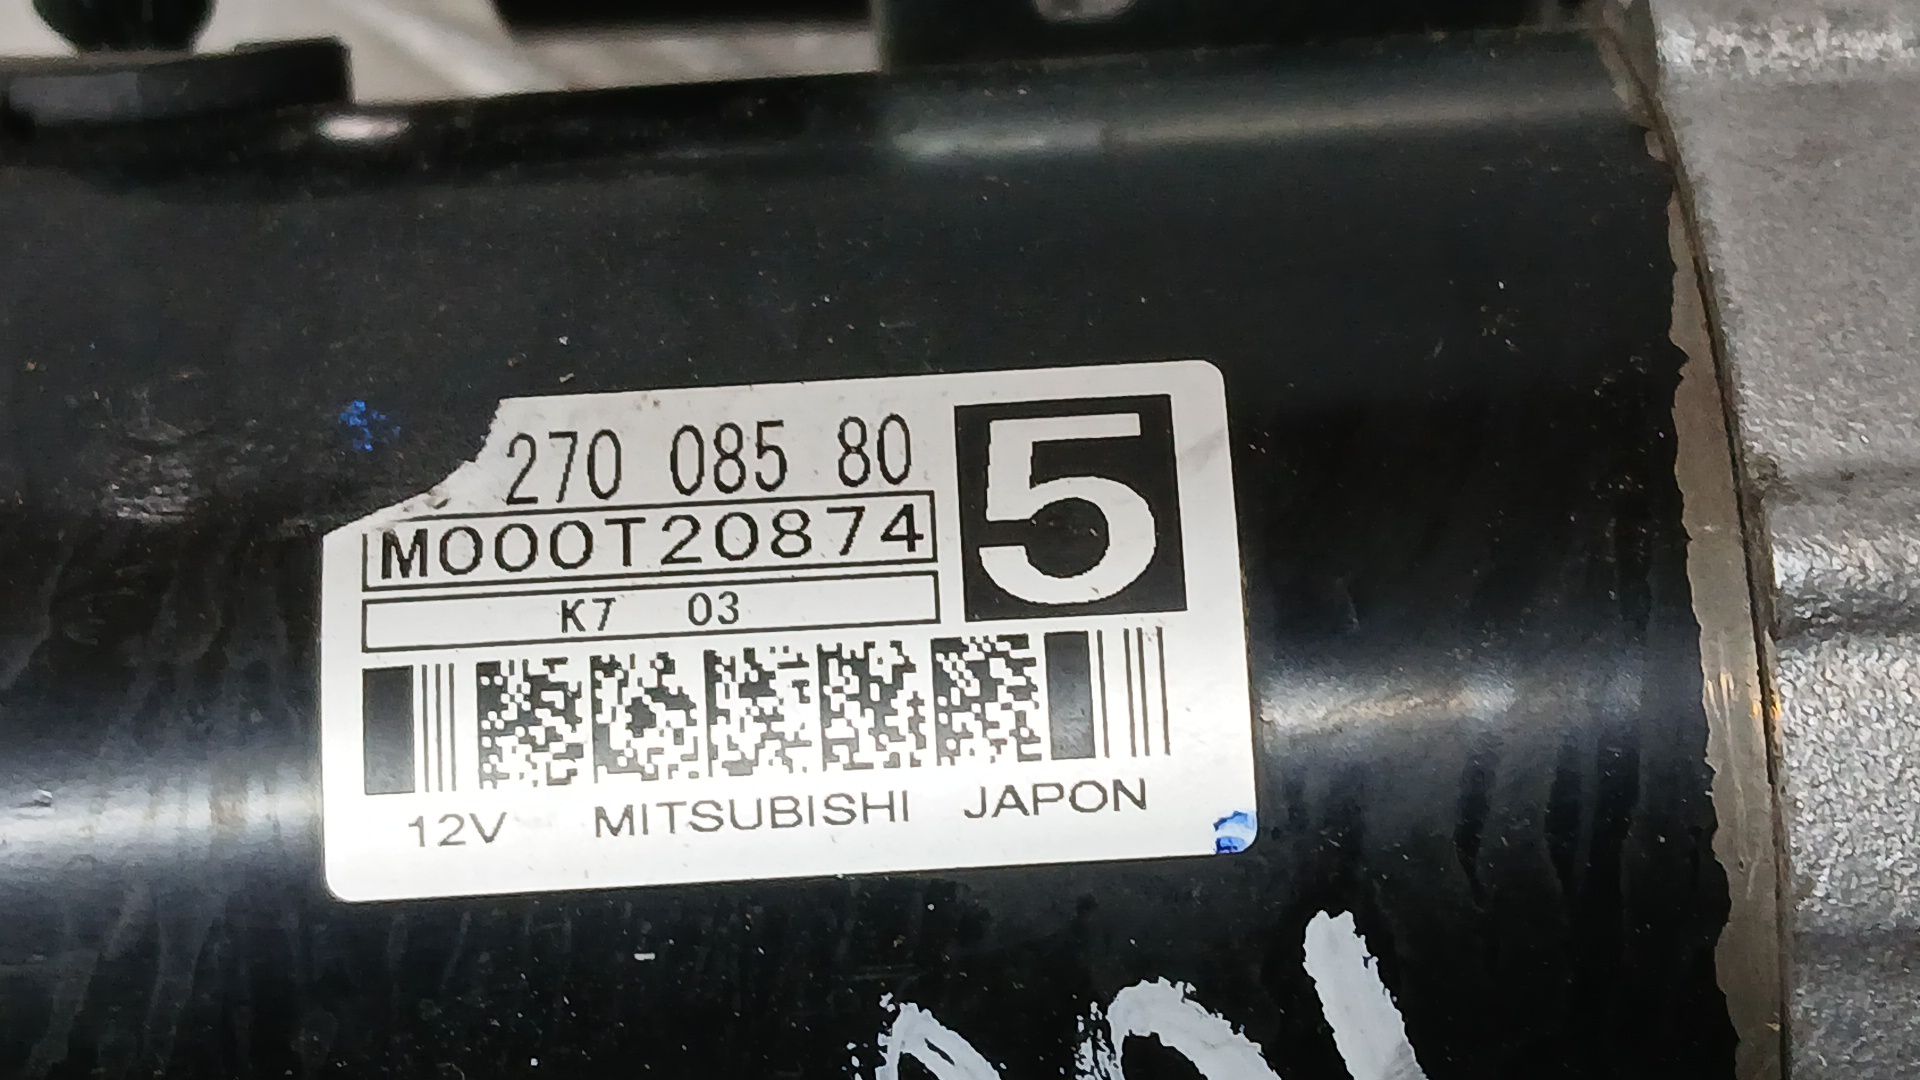 270 085 80
5
M000T20874
K7 03
12V MITSUBISHI JAPON